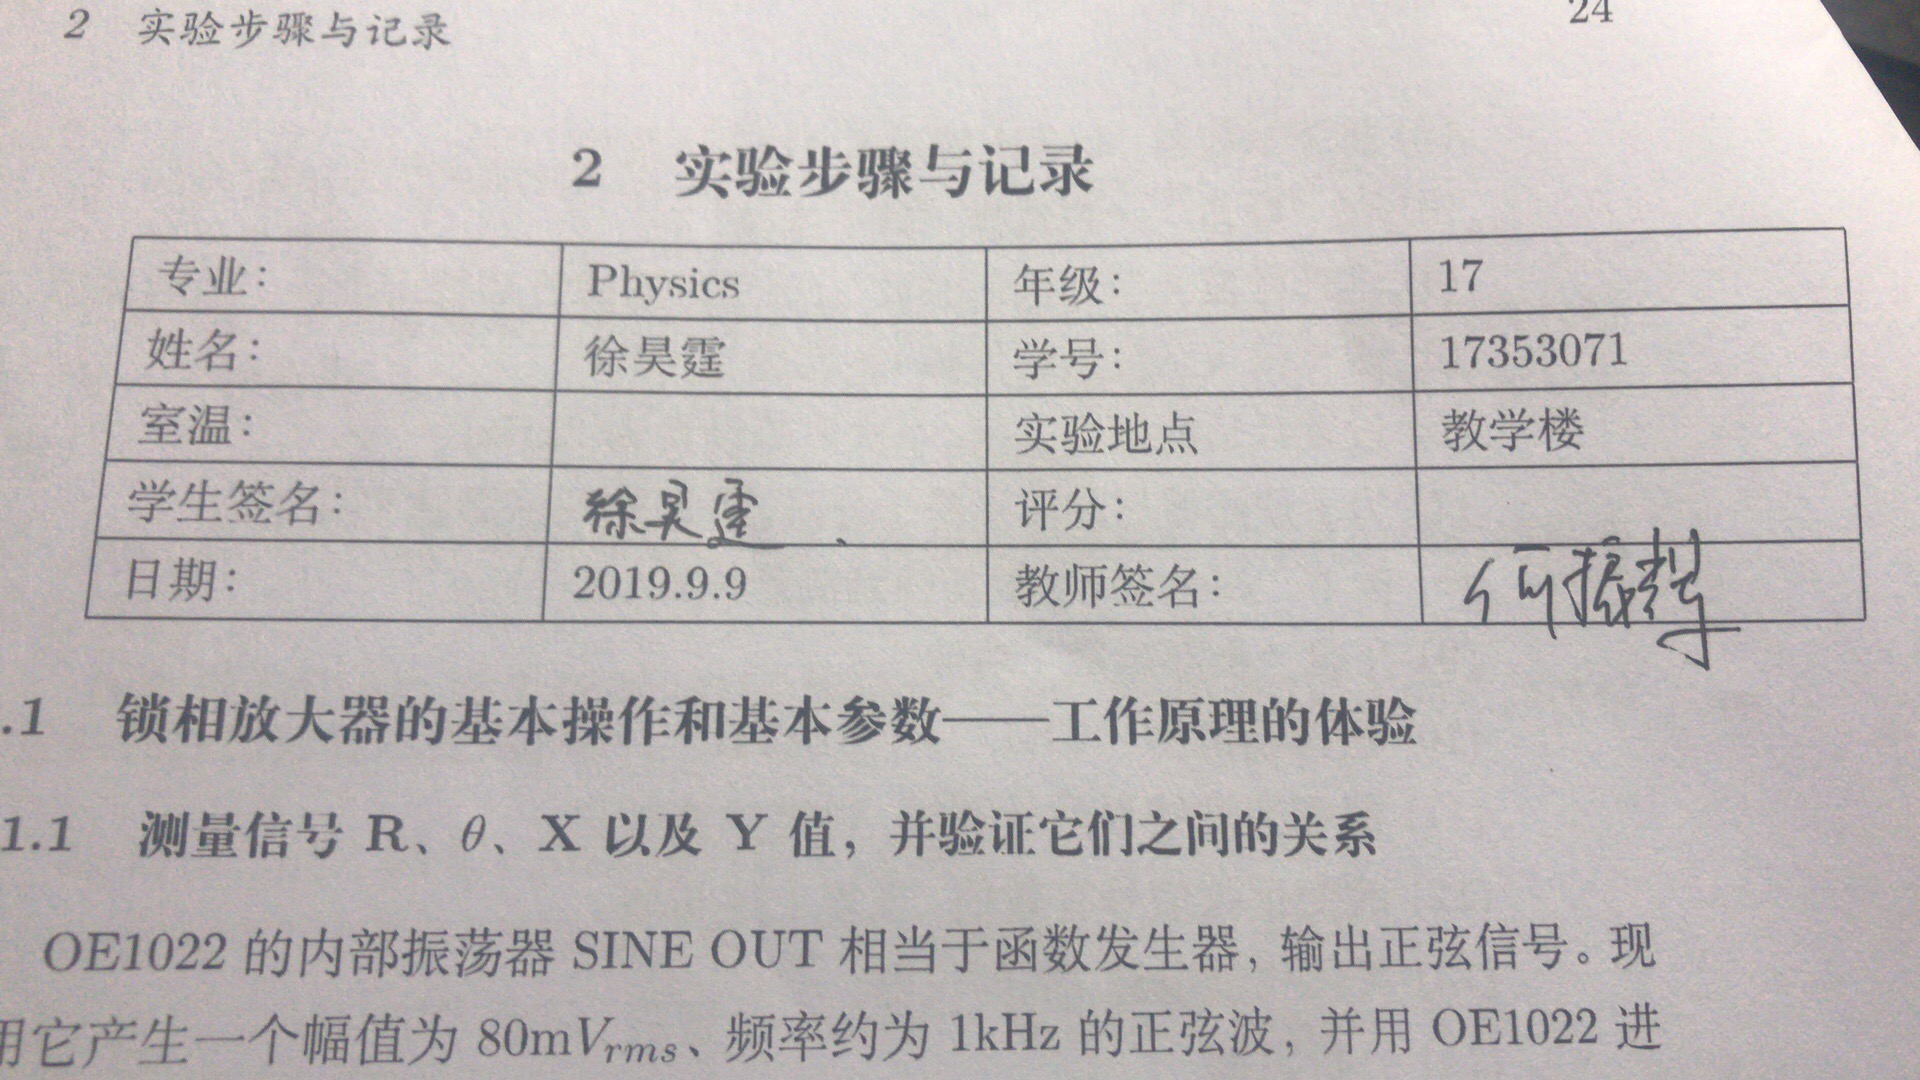 2 实验步骤与记录 24
2 实验步骤与记录
专业： Physics 年级： 17
姓名： 徐昊霆 学号： 17353071
室温： 实验地点 教学楼
学生签名： 徐昊霆 评分：
日期： 2019.9.9 教师签名： 何振辉
.1 锁相放大器的基本操作和基本参数——工作原理的体验
1.1 测量信号 R、θ、X 以及 Y 值，并验证它们之间的关系
OE1022 的内部振荡器 SINE OUT 相当于函数发生器，输出正弦信号。现
用它产生一个幅值为 80mVrms、频率约为 1kHz 的正弦波，并用 OE1022 进